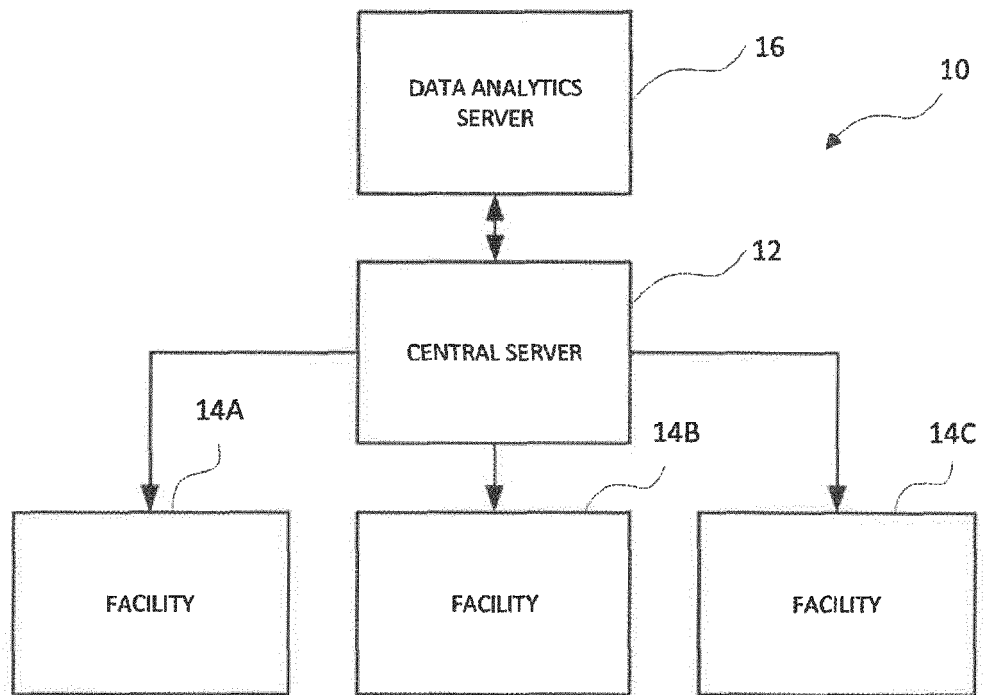 16
10
DATA ANALYTICS
SERVER
12
CENTRAL SERVER
14A
14B
14C
FACILITY
FACILITY
FACILITY